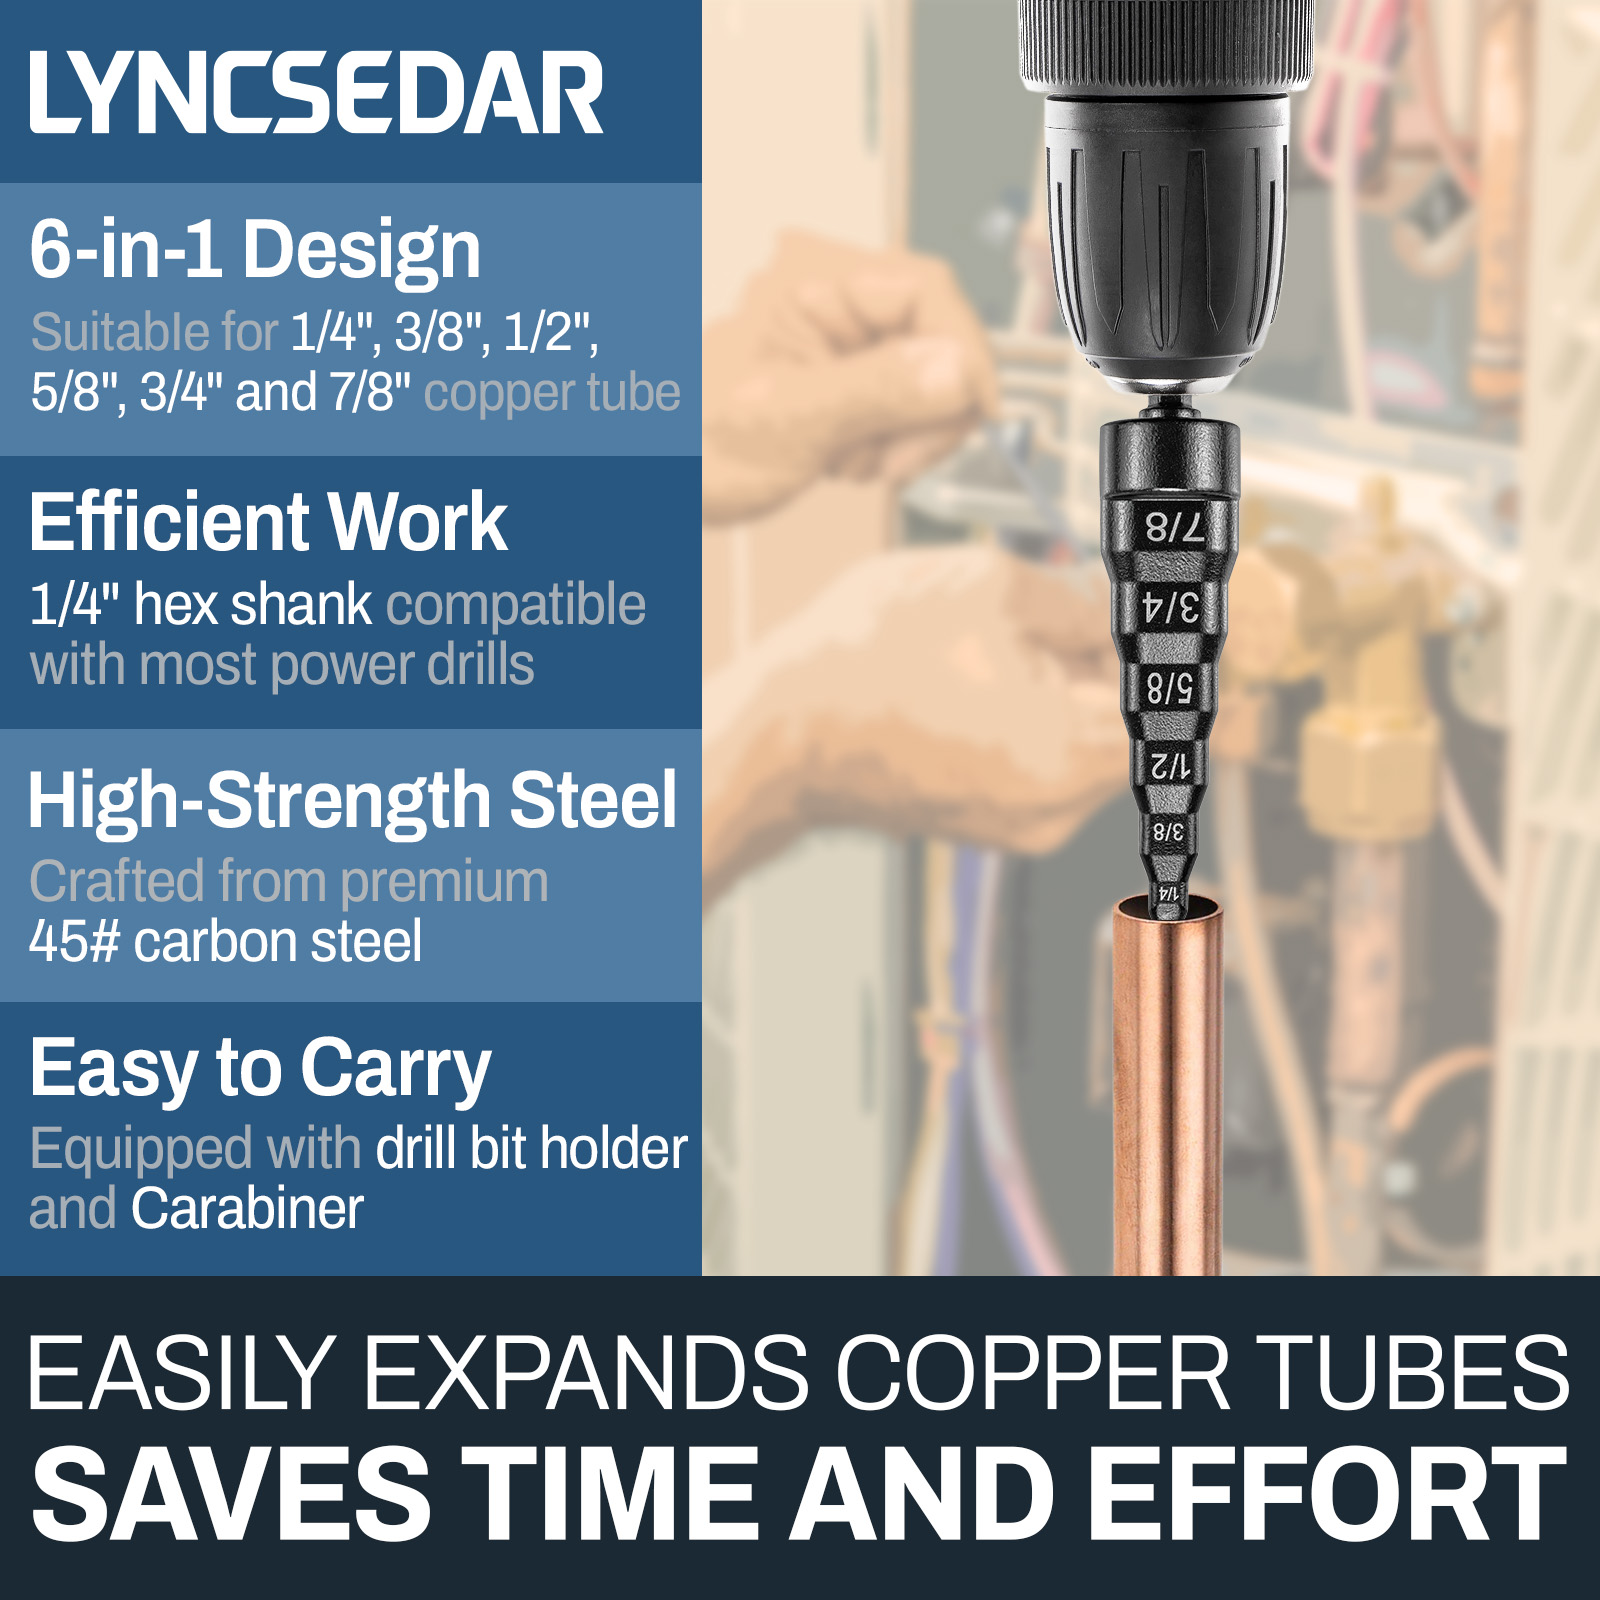 LYNCSEDAR
6-in-1 Design
Suitable for 1/4", 3/8", 1/2",
5/8", 3/4" and 7/8" copper tube
Efficient Work
1/4" hex shank compatible
with most power drills
High-Strength Steel
Crafted from premium
45# carbon steel
Easy to Carry
Equipped with drill bit holder
and Carabiner
7/8
3/4
5/8
1/2
3/8
1/4
EASILY EXPANDS COPPER TUBES
SAVES TIME AND EFFORT